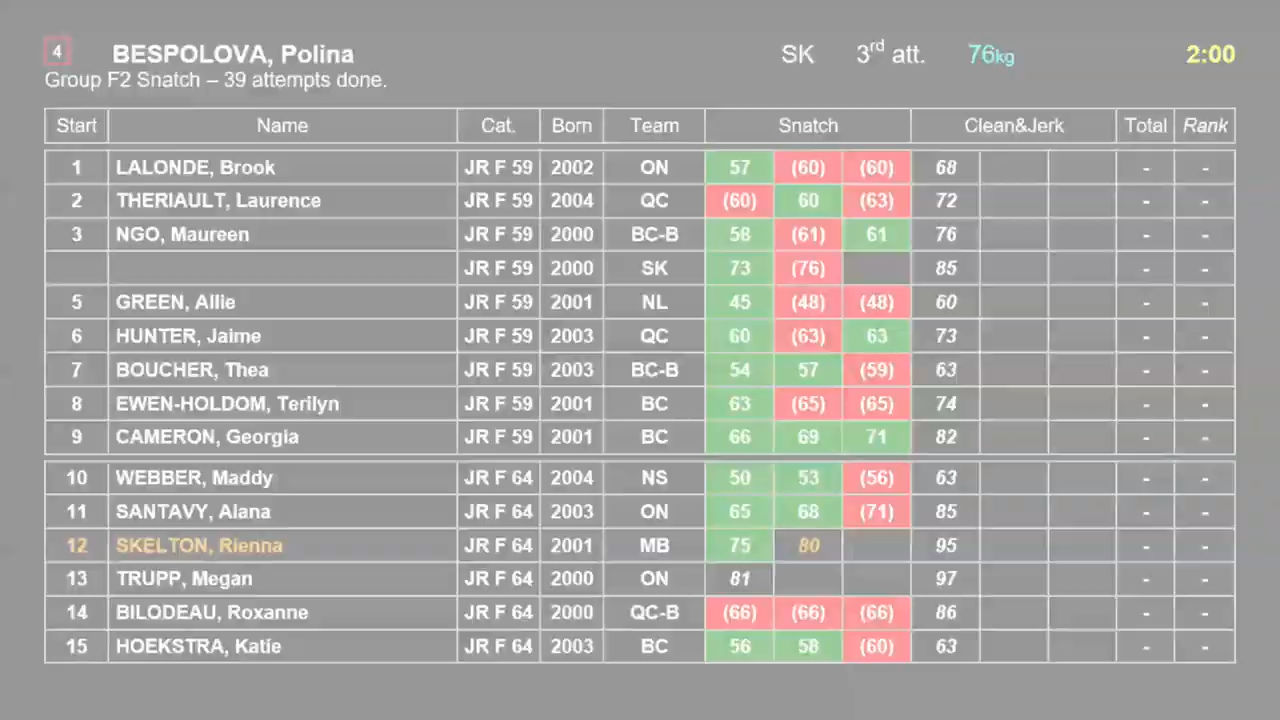 4 BESPOLOVA, Polina SK 3rd att. 76kg 2:00
Group F2 Snatch – 39 attempts done.
Start Name Cat. Born Team Snatch Clean&Jerk Total Rank
1 LALONDE, Brook JR F 59 2002 ON 57 (60) (60) 68 - -
2 THERIAULT, Laurence JR F 59 2004 QC (60) 60 (63) 72 - -
3 NGO, Maureen JR F 59 2000 BC-B 58 (61) 61 76 - -
JR F 59 2000 SK 73 (76) 85 - -
5 GREEN, Allie JR F 59 2001 NL 45 (48) (48) 60 - -
6 HUNTER, Jaime JR F 59 2003 QC 60 (63) 63 73 - -
7 BOUCHER, Thea JR F 59 2003 BC-B 54 57 (59) 63 - -
8 EWEN-HOLDOM, Terilyn JR F 59 2001 BC 63 (65) (65) 74 - -
9 CAMERON, Georgia JR F 59 2001 BC 66 69 71 82 - -
10 WEBBER, Maddy JR F 64 2004 NS 50 53 (56) 63 - -
11 SANTAVY, Alana JR F 64 2003 ON 65 68 (71) 85 - -
12 SKELTON, Rienna JR F 64 2001 MB 75 80 95 - -
13 TRUPP, Megan JR F 64 2000 ON 81 97 - -
14 BILODEAU, Roxanne JR F 64 2000 QC-B (66) (66) (66) 86 - -
15 HOEKSTRA, Katie JR F 64 2003 BC 56 58 (60) 63 - -